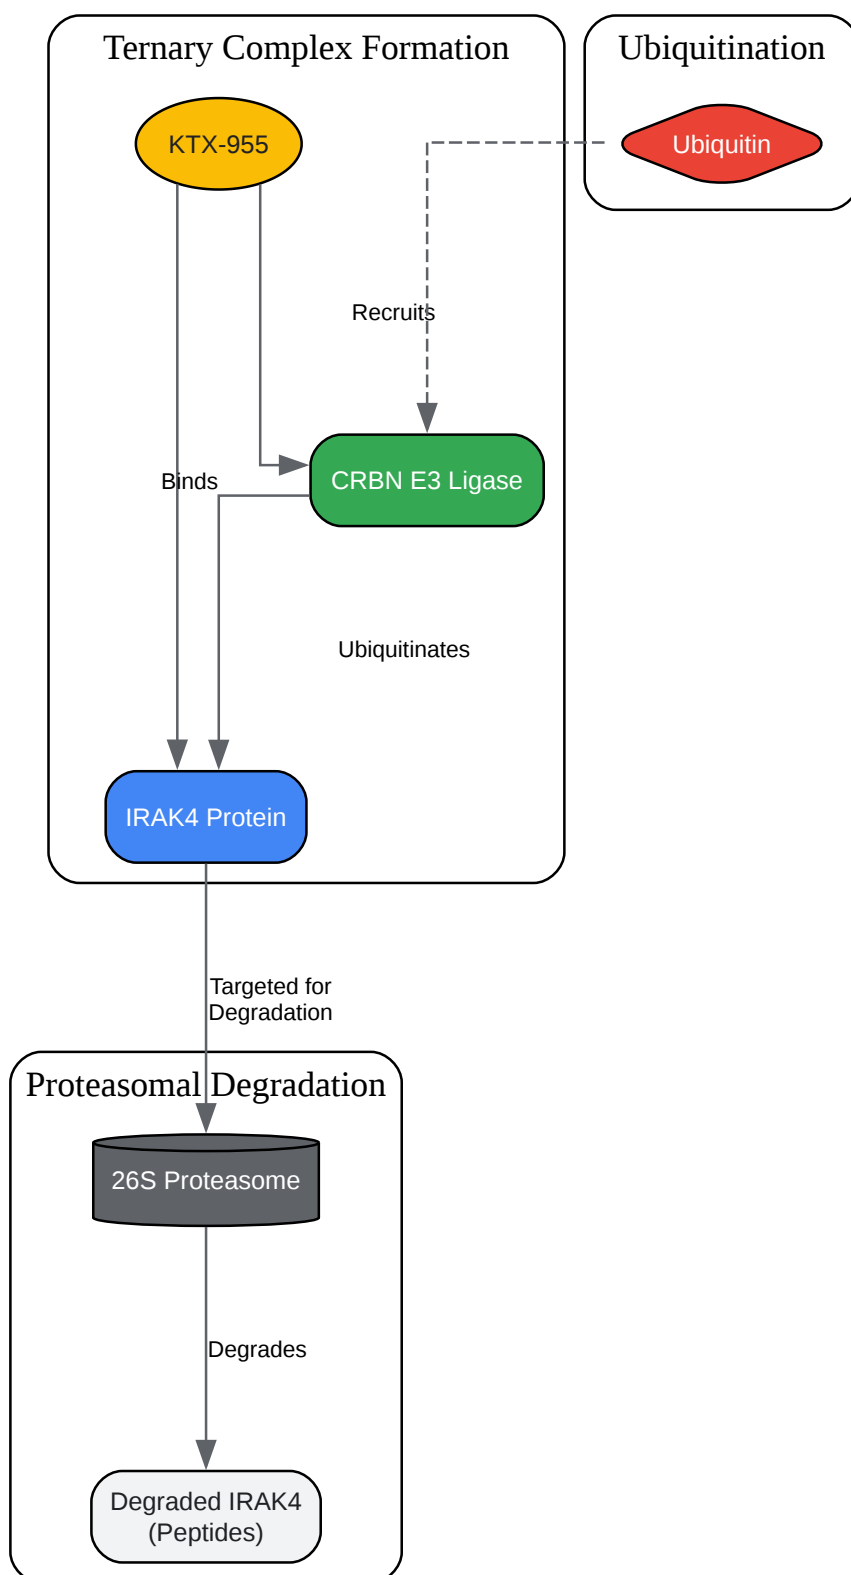 Ternary Complex Formation
Ubiquitination
KTX-955
Ubiquitin
Recruits
Binds
CRBN E3 Ligase
Ubiquitinates
IRAK4 Protein
Targeted for
Degradation
Proteasomal Degradation
26S Proteasome
Degrades
Degraded IRAK4
(Peptides)